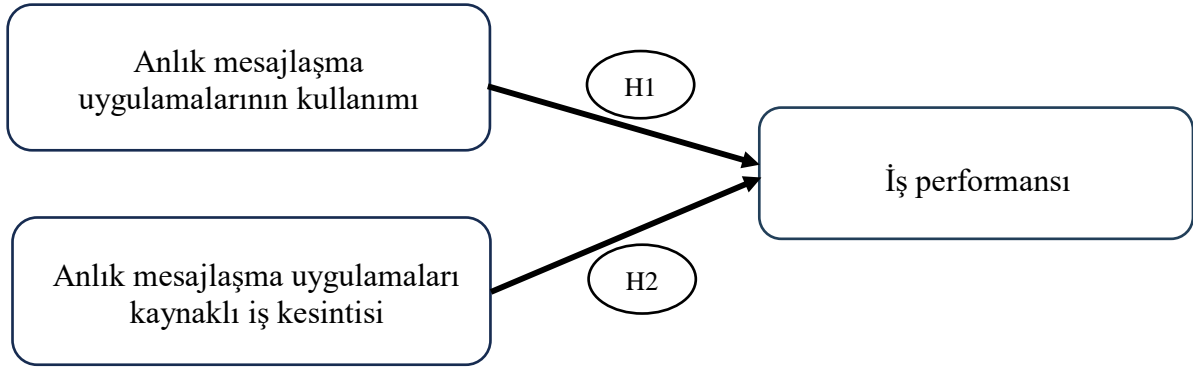 Anlık mesajlaşma
uygulamalarının kullanımı
H1
İş performansı
Anlık mesajlaşma uygulamaları
kaynaklı iş kesintisi
H2